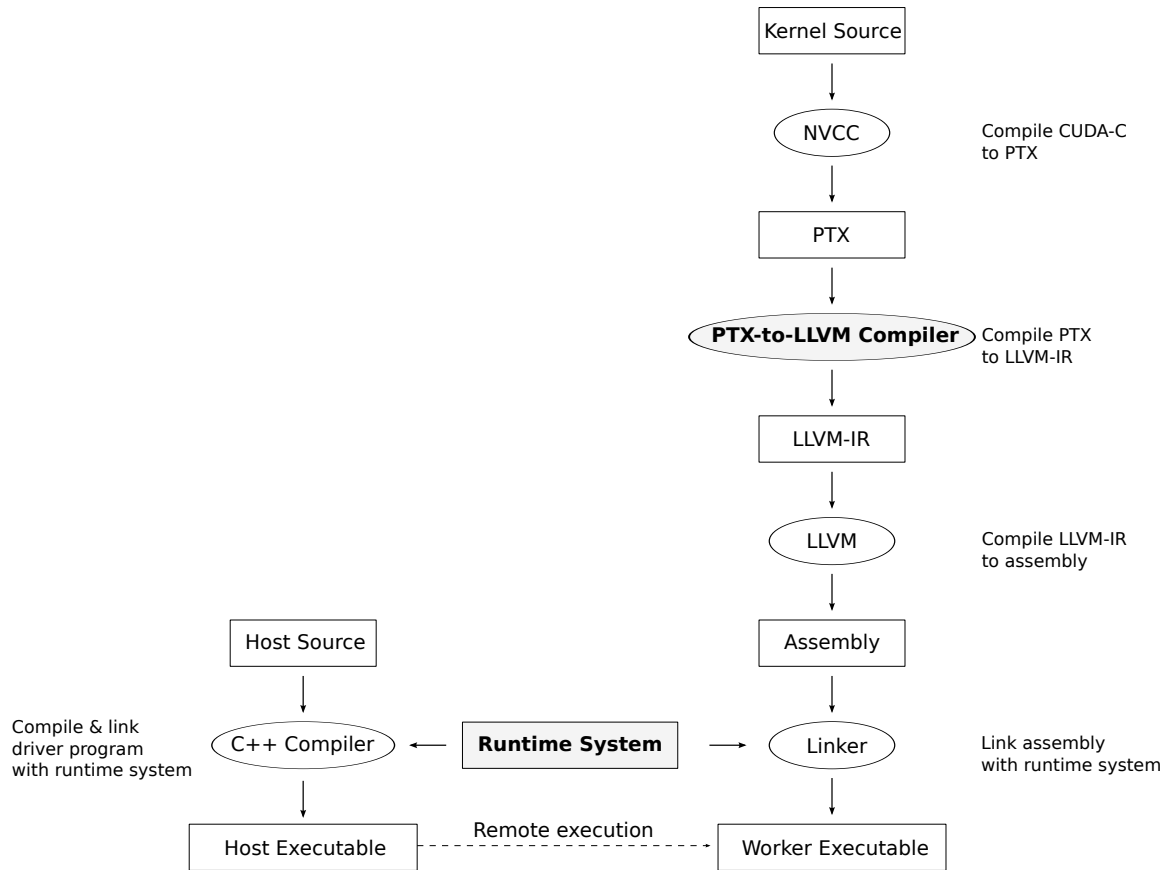 Kernel Source
NVCC
Compile CUDA-C
to PTX
PTX
PTX-to-LLVM Compiler
Compile PTX
to LLVM-IR
LLVM-IR
LLVM
Compile LLVM-IR
to assembly
Host Source
Assembly
Compile & link
driver program
with runtime system
C++ Compiler
Runtime System
Linker
Link assembly
with runtime system
Remote execution
Host Executable
Worker Executable